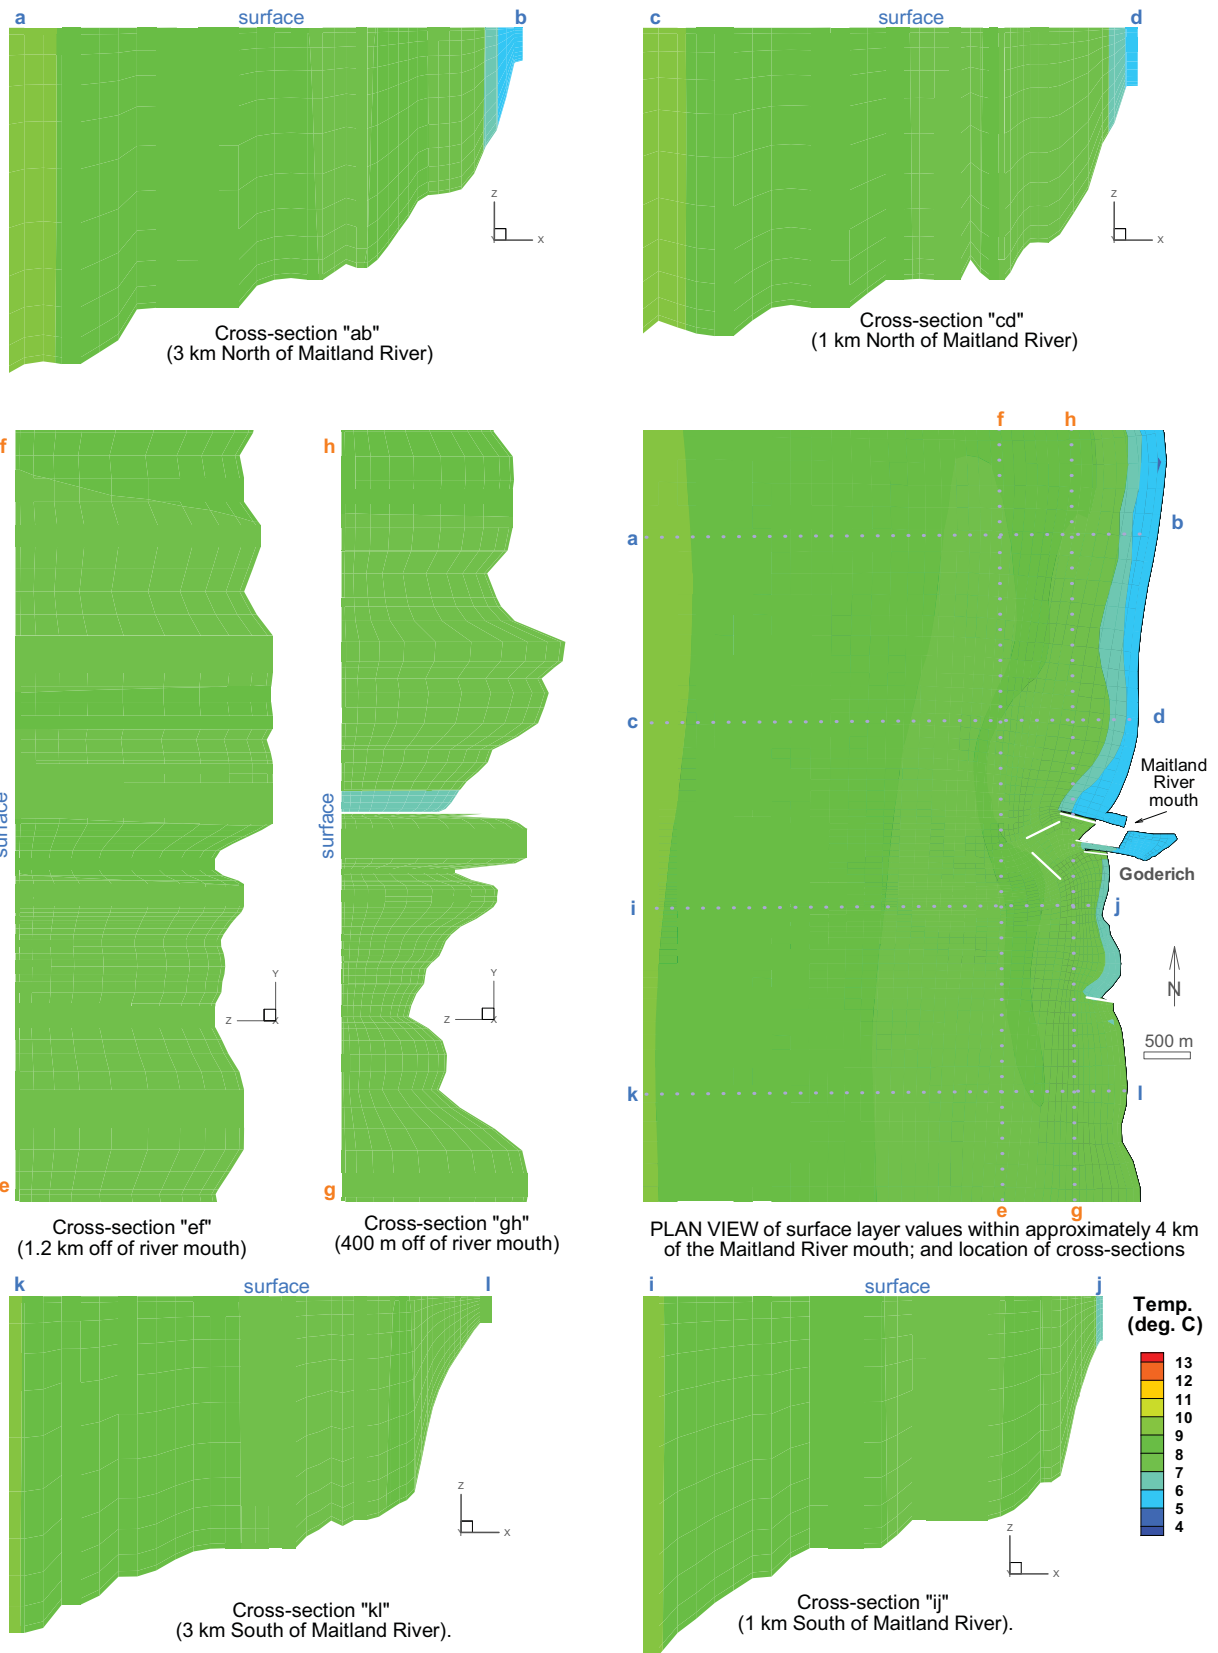 a surface b
Z
X
Y
Cross-section "ab"
(3 km North of Maitland River)
c surface d
Z
X
Y
Cross-section "cd"
(1 km North of Maitland River)
f
surface
e
Y
Z
X
Cross-section "ef"
(1.2 km off of river mouth)
h
surface
g
Y
Z
X
Cross-section "gh"
(400 m off of river mouth)
f h
a b
c d
Maitland
River
mouth
Goderich
i j
N
500 m
k l
e g
PLAN VIEW of surface layer values within approximately 4 km
of the Maitland River mouth; and location of cross-sections
k surface l
Z
X
Y
Cross-section "kl"
(3 km South of Maitland River).
i surface j
Z
X
Y
Cross-section "ij"
(1 km South of Maitland River).
Temp.
(deg. C)
13
12
11
10
9
8
7
6
5
4